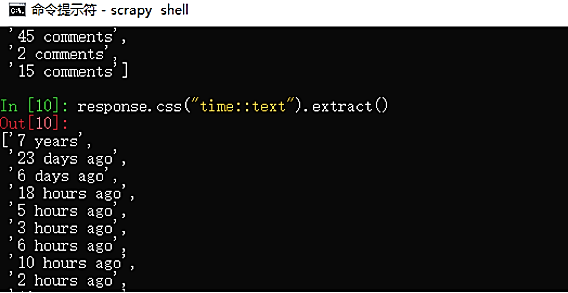 命令提示符 - scrapy shell
'45 comments',
'2 comments',
'15 comments']
In [10]: response.css("time::text").extract()
Out[10]:
['7 years',
'23 days ago',
'6 days ago',
'18 hours ago',
'5 hours ago',
'3 hours ago',
'6 hours ago',
'10 hours ago',
'2 hours ago',